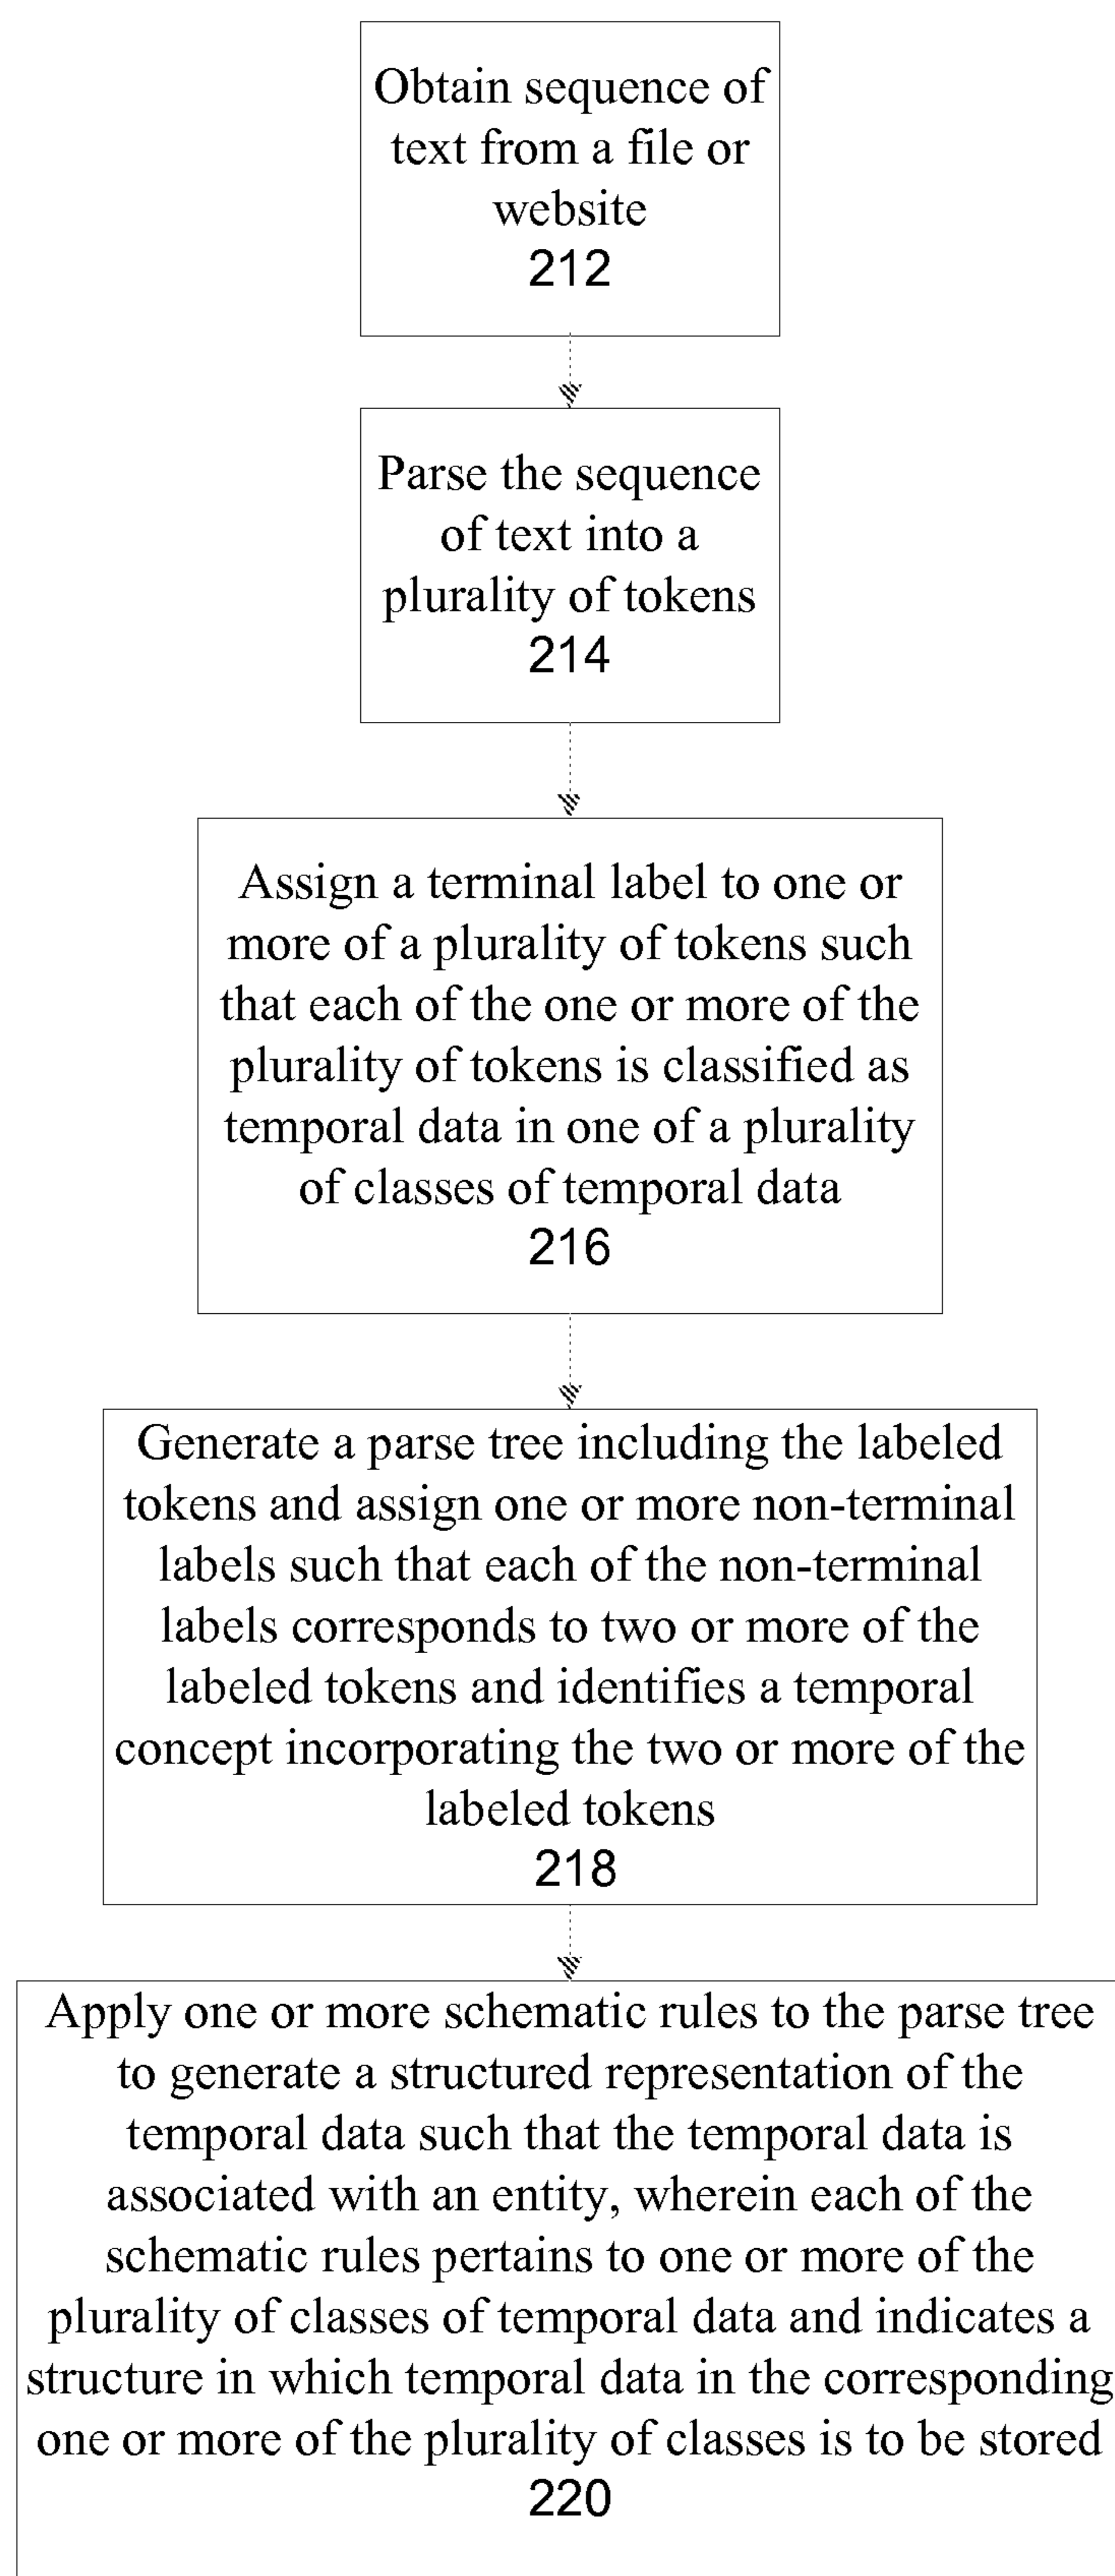 Obtain sequence of
text from a file or
website
212
Parse the sequence
of text into a
plurality of tokens
214
Assign a terminal label to one or
more of a plurality of tokens such
that each of the one or more of the
plurality of tokens is classified as
temporal data in one of a plurality
of classes of temporal data
216
Generate a parse tree including the labeled
tokens and assign one or more non-terminal
labels such that each of the non-terminal
labels corresponds to two or more of the
labeled tokens and identifies a temporal
concept incorporating the two or more of the
labeled tokens
218
Apply one or more schematic rules to the parse tree
to generate a structured representation of the
temporal data such that the temporal data is
associated with an entity, wherein each of the
schematic rules pertains to one or more of the
plurality of classes of temporal data and indicates a
structure in which temporal data in the corresponding
one or more of the plurality of classes is to be stored
220